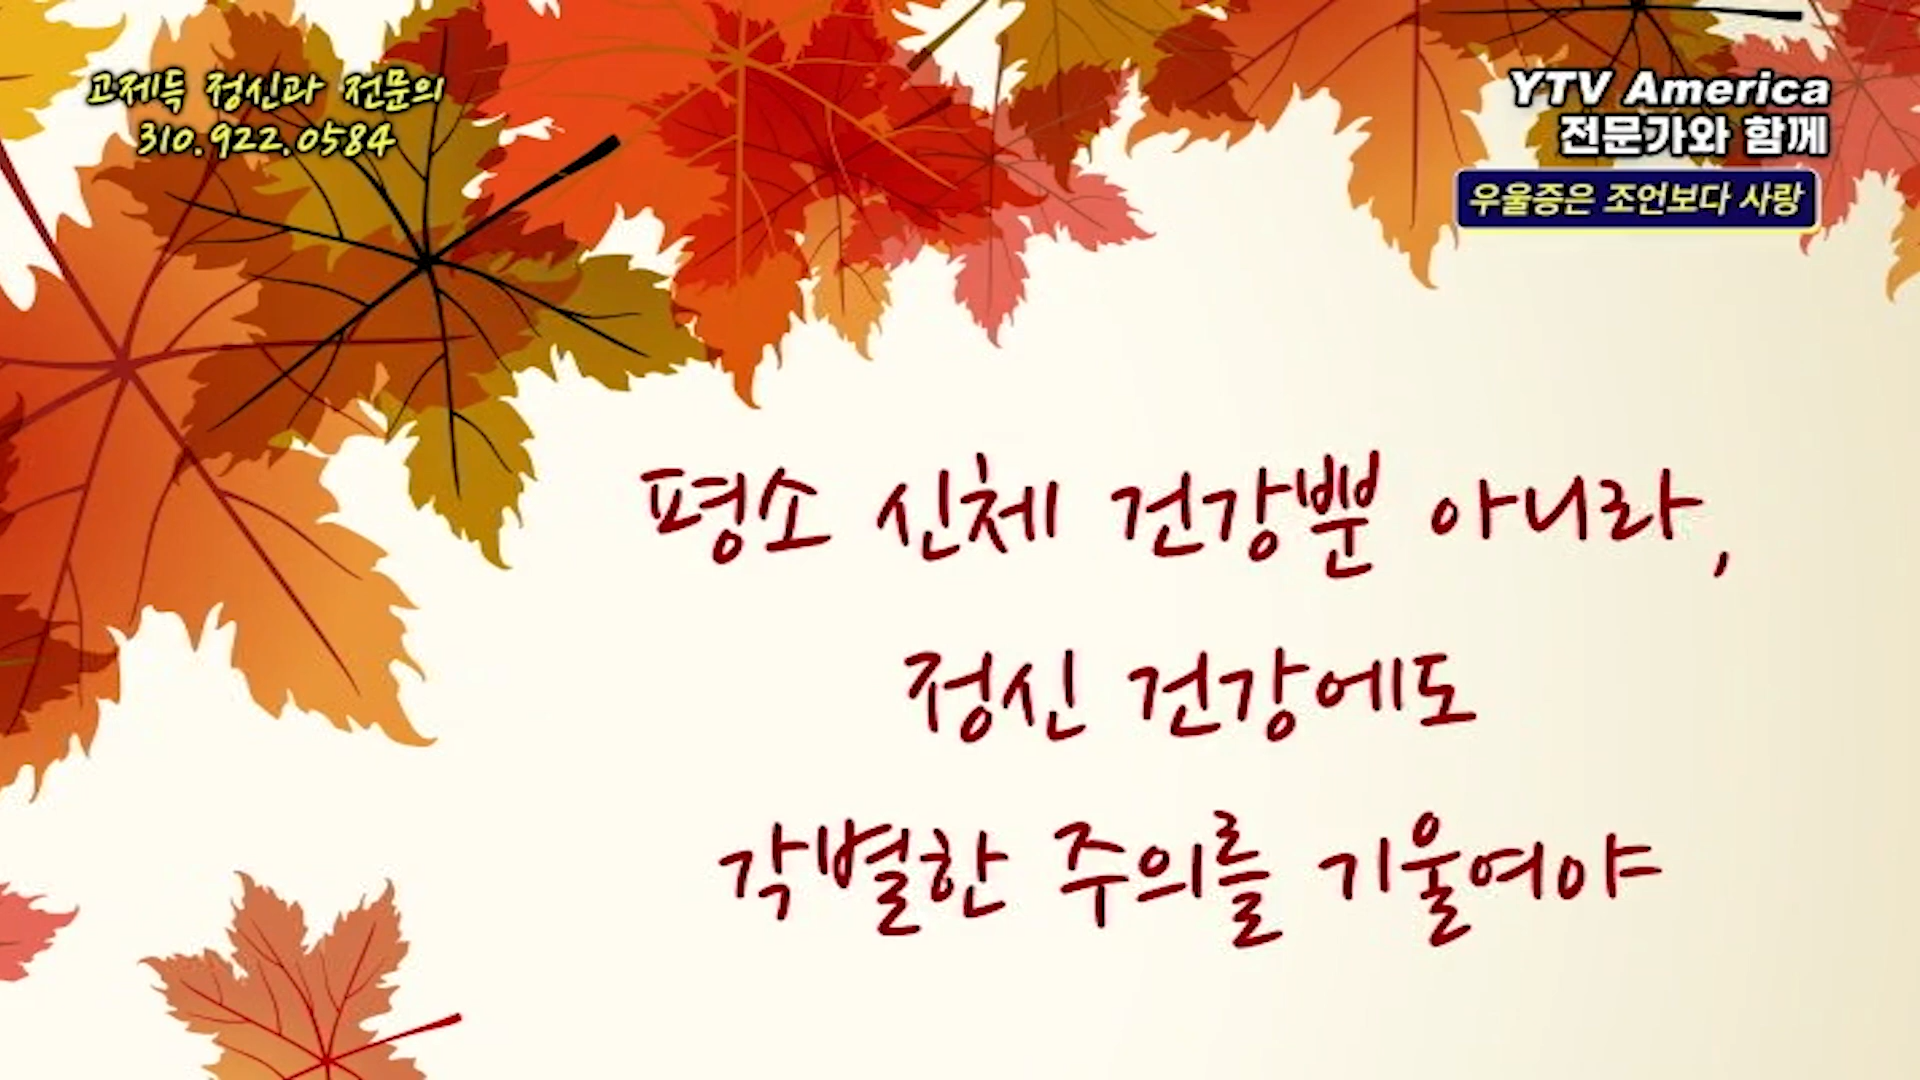 고제득 정신과 전문의
310.922.0584
YTV America
전문가와 함께
우울증은 조언보다 사랑
평소 신체 건강뿐 아니라,
정신 건강에도
각별한 주의를 기울여야